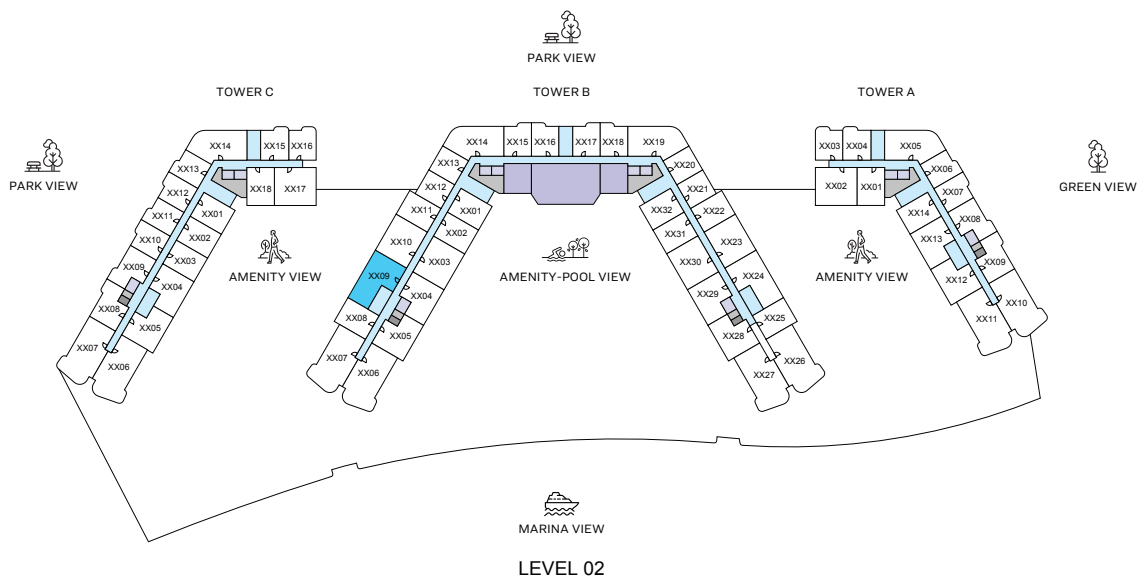 PARK VIEW
TOWER C
TOWER B
TOWER A
PARK VIEW
GREEN VIEW
XX14
XX15
XX16
XX13
XX12
XX11
XX10
XX09
XX08
XX07
XX06
XX05
XX04
XX03
XX02
XX01
XX18
XX17
AMENITY VIEW
XX14
XX15
XX16
XX17
XX18
XX19
XX13
XX12
XX11
XX10
XX09
XX08
XX07
XX06
XX05
XX04
XX03
XX02
XX01
AMENITY-POOL VIEW
XX20
XX21
XX22
XX23
XX24
XX25
XX26
XX27
XX28
XX29
XX30
XX31
XX32
AMENITY VIEW
XX03
XX04
XX05
XX02
XX01
XX06
XX07
XX08
XX09
XX10
XX11
XX12
XX13
XX14
MARINA VIEW
LEVEL 02